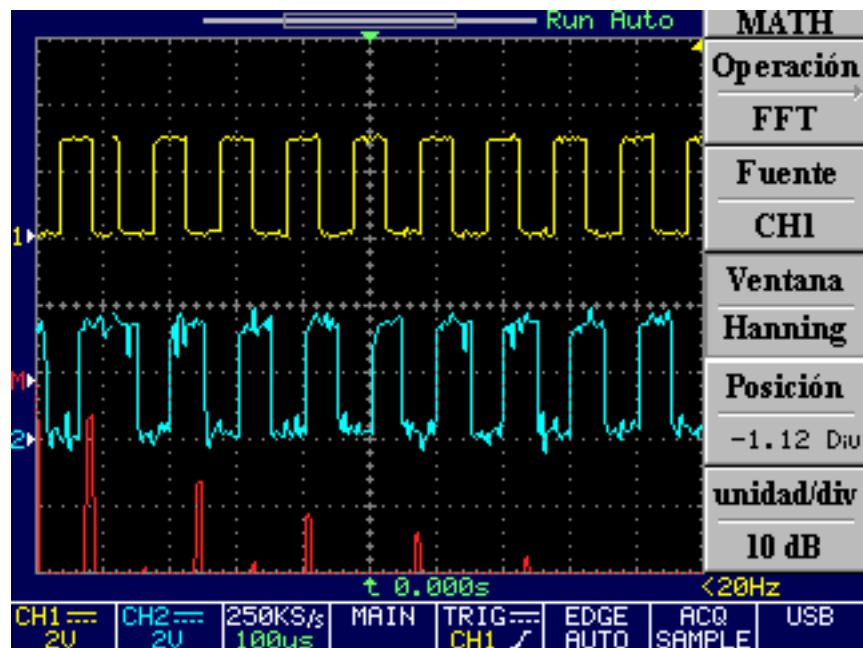 Run Auto
MATH
Operación
FFT
Fuente
CH1
Ventana
Hanning
Posición
-1.12 Div
unidad/div
10 dB
1
M
2
0.000s
<20Hz
CH1 CH2 250KS/s MAIN TRIG EDGE ACQ USB
2V 2V 100us CH1 AUTO SAMPLE